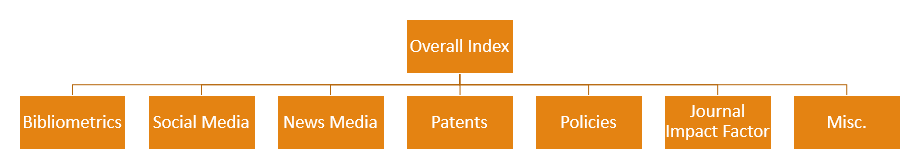 Overall Index
Bibliometrics
Social Media
News Media
Patents
Policies
Journal
Impact Factor
Misc.